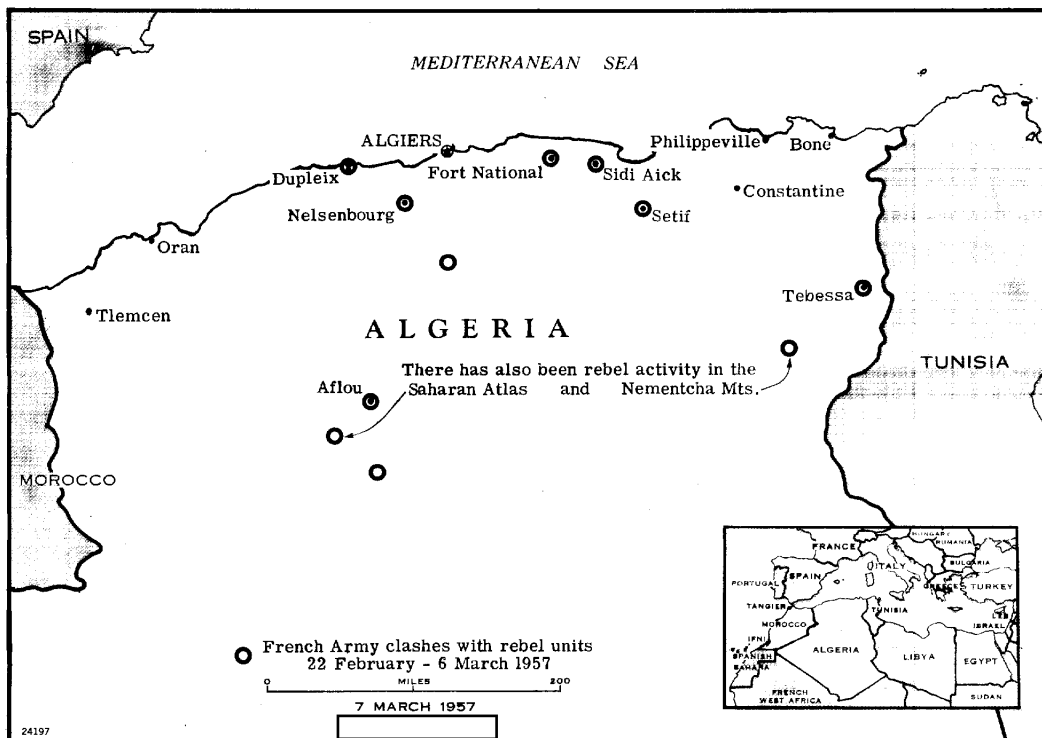 SPAIN
MEDITERRANEAN SEA
ALGIERS
Philippeville
Bone
Dupleix
Fort National
Sidi Aick
Constantine
Nelsenbourg
Setif
Oran
Tebessa
Tlemcen
ALGERIA
TUNISIA
There has also been rebel activity in the
Saharan Atlas and Nementcha Mts.
Aflou
MOROCCO
HUNGARY
FRANCE
RUMANIA
ITALY
BULGARIA
SPAIN
PORTUGAL
GREECE
TURKEY
TANGIER
TUNISIA
LEB
MOROCCO
ISRAEL
IFNI
ALGERIA
LIBYA
EGYPT
SPANISH
SAHARA
FRENCH
WEST AFRICA
SUDAN
French Army clashes with rebel units
22 February - 6 March 1957
0 MILES 200
7 MARCH 1957
24197